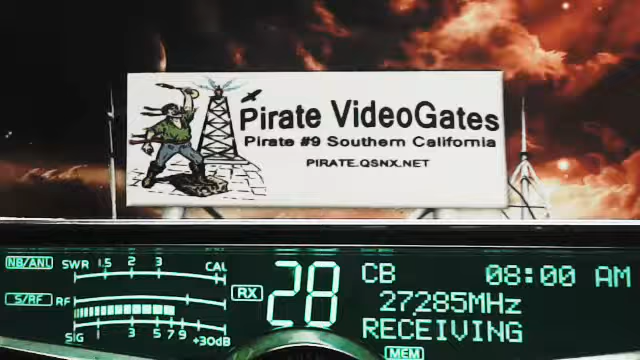 Pirate VideoGates
Pirate #9 Southern California
PIRATE.QSNX.NET
NB/ANL SWR 1.5 2 3 CAL
S/RF RF
SIG 1 3 5 7 9 +30dB
RX 28
CB 08:00 AM
27285MHz
RECEIVING
MEM